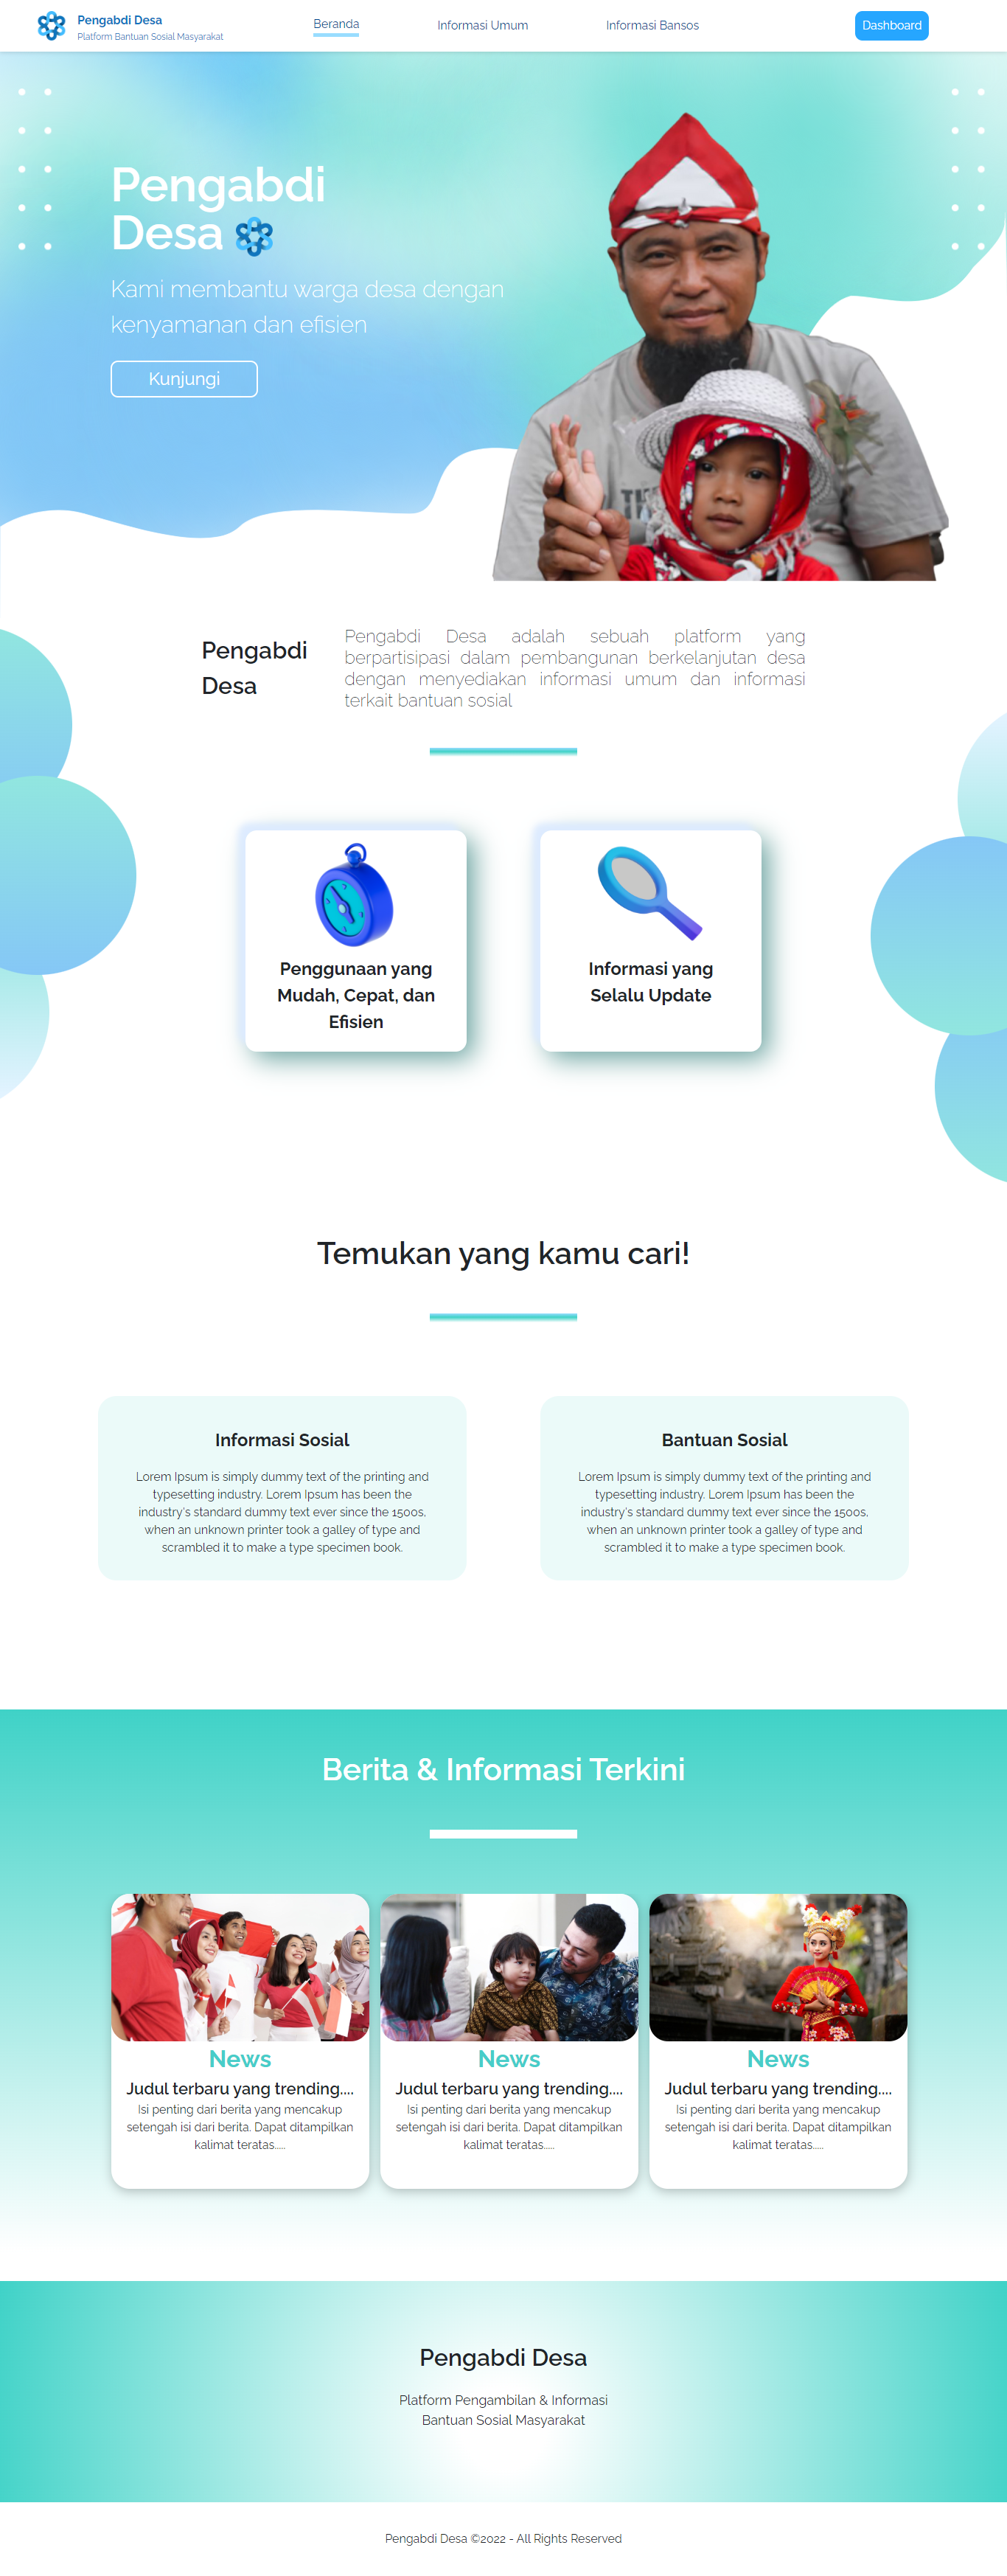 Pengabdi Desa
Platform Bantuan Sosial Masyarakat
Beranda
Informasi Umum
Informasi Bansos
Dashboard
Pengabdi
Desa
Kami membantu warga desa dengan
kenyamanan dan efisien
Kunjungi
Pengabdi
Desa
Pengabdi Desa adalah sebuah platform yang
berpartisipasi dalam pembangunan berkelanjutan desa
dengan menyediakan informasi umum dan informasi
terkait bantuan sosial
Penggunaan yang
Mudah, Cepat, dan
Efisien
Informasi yang
Selalu Update
Temukan yang kamu cari!
Informasi Sosial
Lorem Ipsum is simply dummy text of the printing and
typesetting industry. Lorem Ipsum has been the
industry's standard dummy text ever since the 1500s,
when an unknown printer took a galley of type and
scrambled it to make a type specimen book.
Bantuan Sosial
Lorem Ipsum is simply dummy text of the printing and
typesetting industry. Lorem Ipsum has been the
industry's standard dummy text ever since the 1500s,
when an unknown printer took a galley of type and
scrambled it to make a type specimen book.
Berita & Informasi Terkini
News
Judul terbaru yang trending....
Isi penting dari berita yang mencakup
setengah isi dari berita. Dapat ditampilkan
kalimat teratas.....
News
Judul terbaru yang trending....
Isi penting dari berita yang mencakup
setengah isi dari berita. Dapat ditampilkan
kalimat teratas.....
News
Judul terbaru yang trending....
Isi penting dari berita yang mencakup
setengah isi dari berita. Dapat ditampilkan
kalimat teratas.....
Pengabdi Desa
Platform Pengambilan & Informasi
Bantuan Sosial Masyarakat
Pengabdi Desa ©2022 - All Rights Reserved